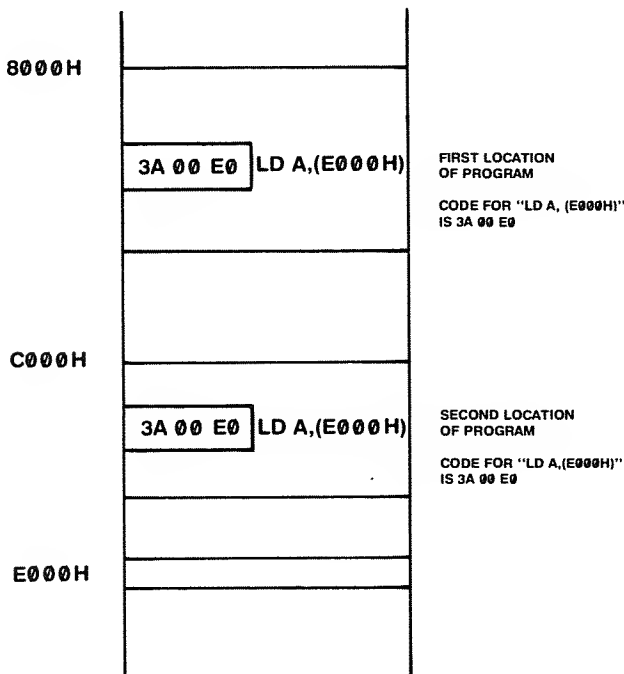 8000H
3A 00 E0 LD A,(E000H)
FIRST LOCATION
OF PROGRAM
CODE FOR "LD A, (E000H)"
IS 3A 00 E0
C000H
3A 00 E0 LD A,(E000H)
SECOND LOCATION
OF PROGRAM
CODE FOR "LD A,(E000H)"
IS 3A 00 E0
E000H